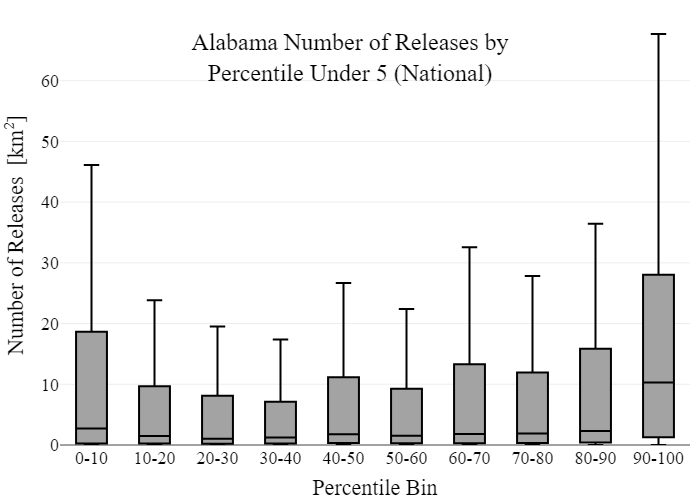 Alabama Number of Releases by
Percentile Under 5 (National)
Number of Releases [km²]
60
50
40
30
20
10
0
0-10 10-20 20-30 30-40 40-50 50-60 60-70 70-80 80-90 90-100
Percentile Bin